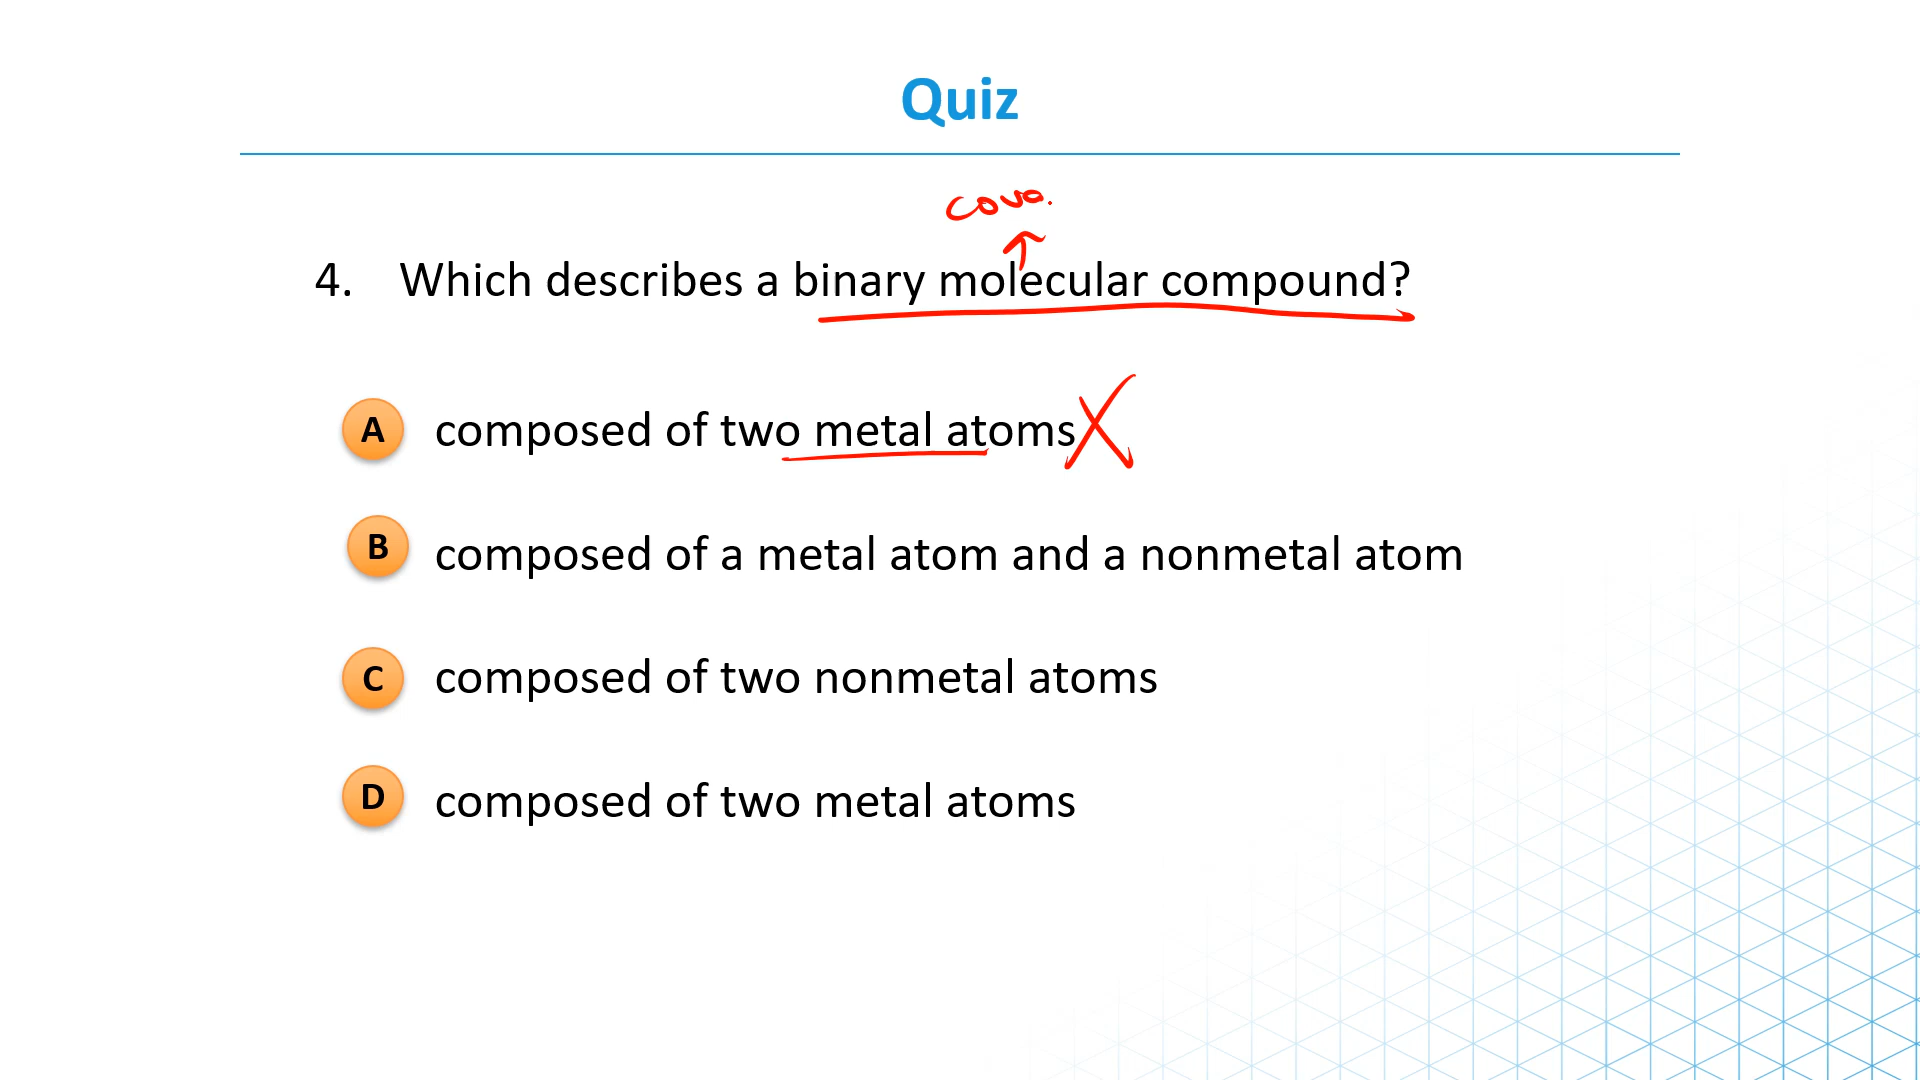 Quiz
cova.
4. Which describes a binary molecular compound?
A composed of two metal atoms
B composed of a metal atom and a nonmetal atom
C composed of two nonmetal atoms
D composed of two metal atoms